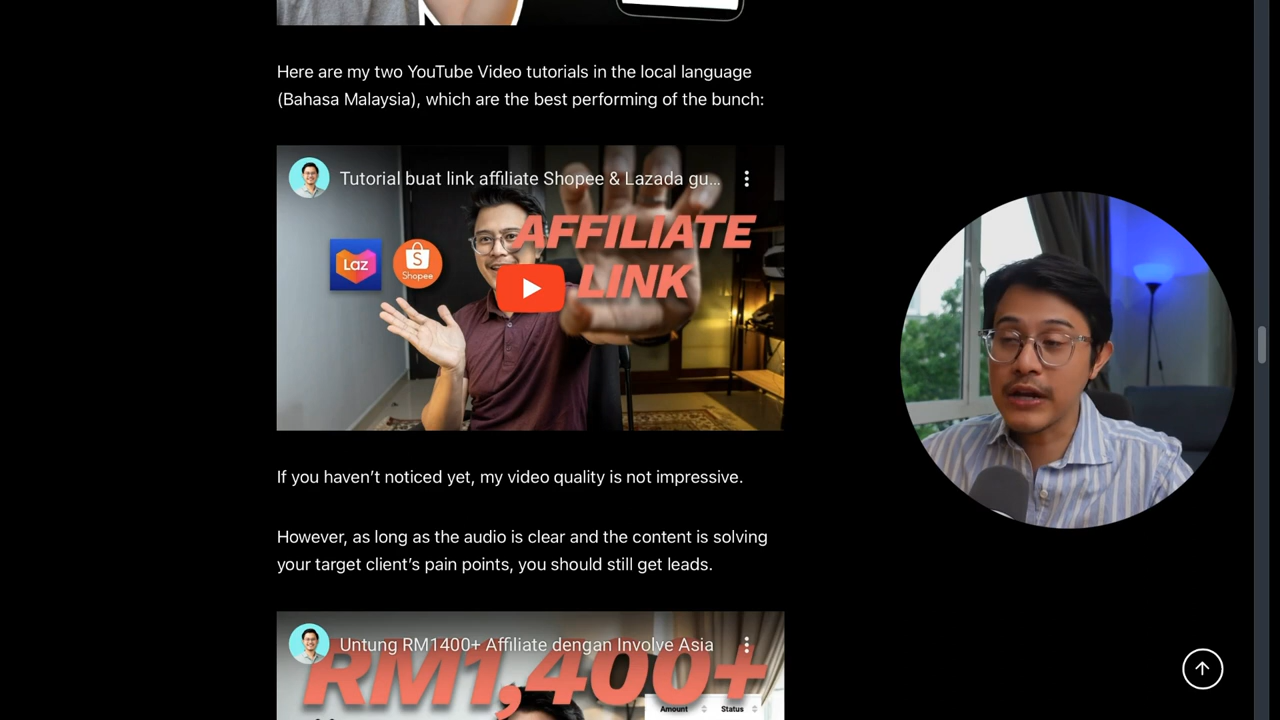 Here are my two YouTube Video tutorials in the local language
(Bahasa Malaysia), which are the best performing of the bunch:
Tutorial buat link affiliate Shopee & Lazada gu...
AFFILIATE
LINK
Laz
Shopee
If you haven’t noticed yet, my video quality is not impressive.
However, as long as the audio is clear and the content is solving
your target client’s pain points, you should still get leads.
Untung RM1400+ Affiliate dengan Involve Asia
RM1,400+
Amount Status